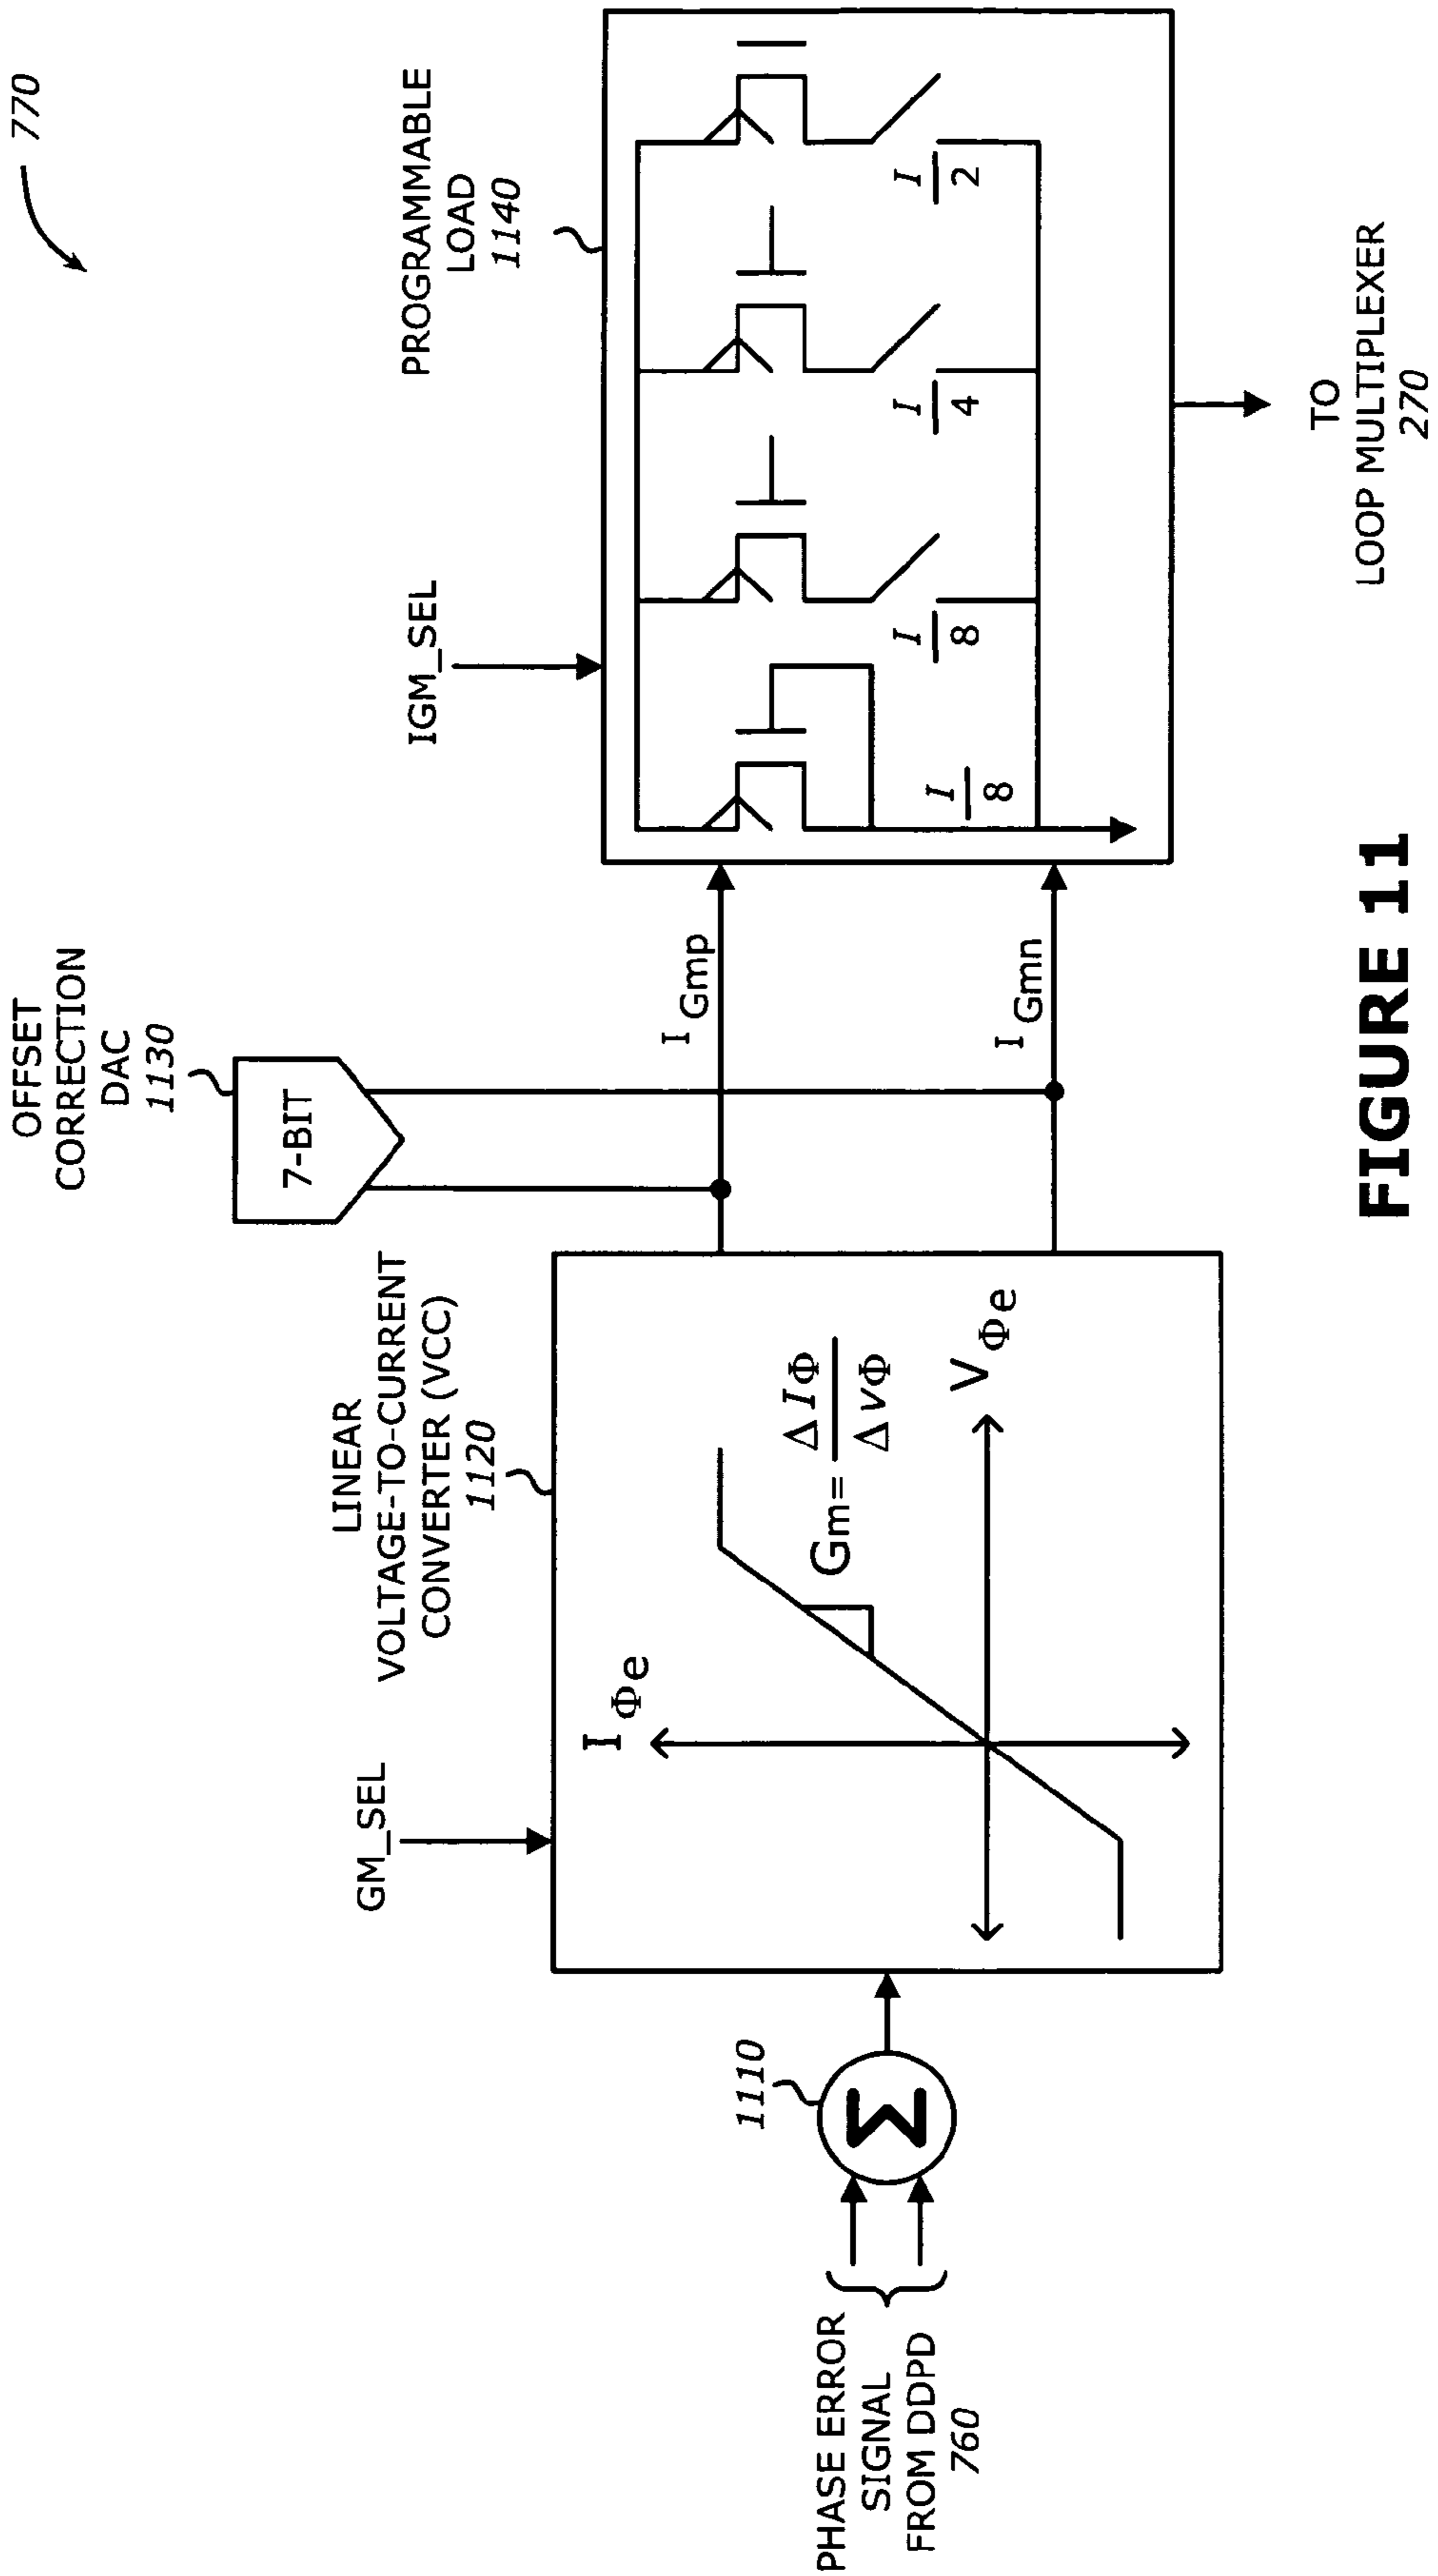 770
OFFSET
CORRECTION
DAC
1130
7-BIT
PROGRAMMABLE
LOAD
1140
IGM_SEL
LINEAR
VOLTAGE-TO-CURRENT
CONVERTER (VCC)
1120
GM_SEL
I Φe
Gm= ΔIΦ
ΔvΦ
V Φe
1110
Σ
PHASE ERROR
SIGNAL
FROM DDPD
760
I Gmp
I Gmn
I
8
I
8
I
4
I
2
TO
LOOP MULTIPLEXER
270
FIGURE 11